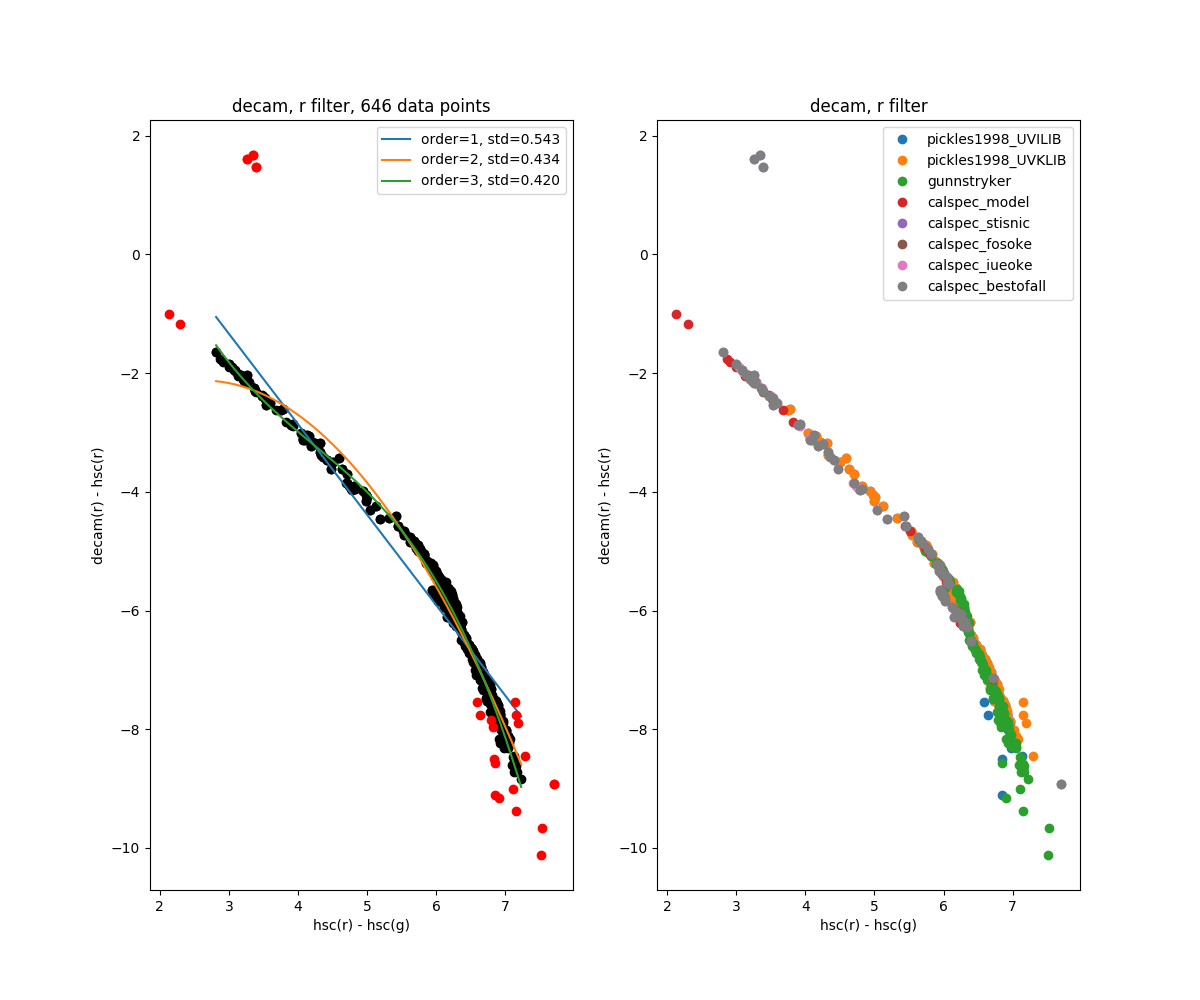 decam, r filter, 646 data points
order=1, std=0.543
order=2, std=0.434
order=3, std=0.420
2
0
−2
−4
−6
−8
−10
decam(r) - hsc(r)
2 3 4 5 6 7
hsc(r) - hsc(g)
decam, r filter
pickles1998_UVILIB
pickles1998_UVKLIB
gunnstryker
calspec_model
calspec_stisnic
calspec_fosoke
calspec_iueoke
calspec_bestofall
2
0
−2
−4
−6
−8
−10
decam(r) - hsc(r)
2 3 4 5 6 7
hsc(r) - hsc(g)